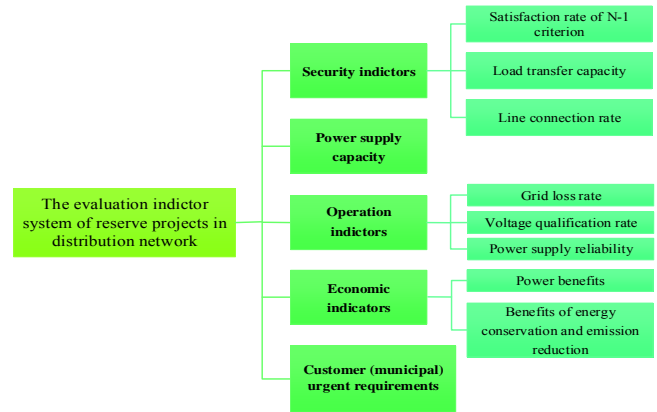 The evaluation indictor
system of reserve projects in
distribution network
Security indictors
Satisfaction rate of N-1
criterion
Load transfer capacity
Line connection rate
Power supply
capacity
Operation
indictors
Grid loss rate
Voltage qualification rate
Power supply reliability
Economic
indicators
Power benefits
Benefits of energy
conservation and emission
reduction
Customer (municipal)
urgent requirements